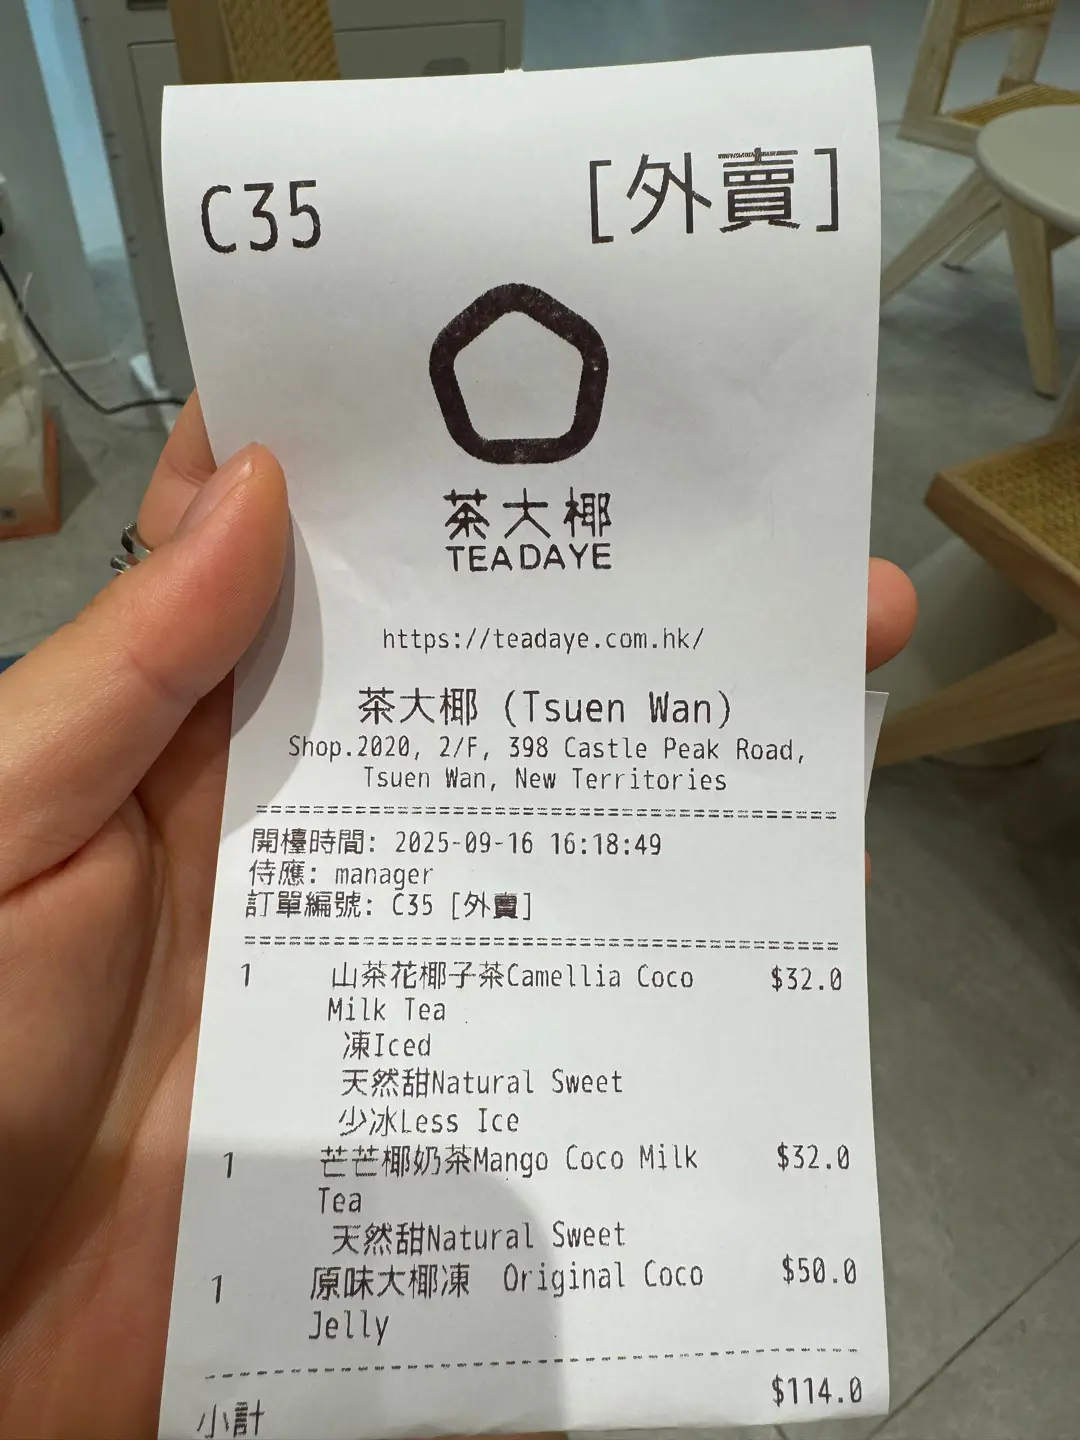 C35 [外賣]
茶大椰
TEADAYE
https://teadaye.com.hk/
茶大椰 (Tsuen Wan)
Shop.2020, 2/F, 398 Castle Peak Road,
Tsuen Wan, New Territories
開檯時間: 2025-09-16 16:18:49
侍應: manager
訂單編號: C35 [外賣]
1 山茶花椰子茶Camellia Coco $32.0
Milk Tea
凍Iced
天然甜Natural Sweet
少冰Less Ice
1 芒芒椰奶茶Mango Coco Milk $32.0
Tea
天然甜Natural Sweet
1 原味大椰凍 Original Coco $50.0
Jelly
小計 $114.0